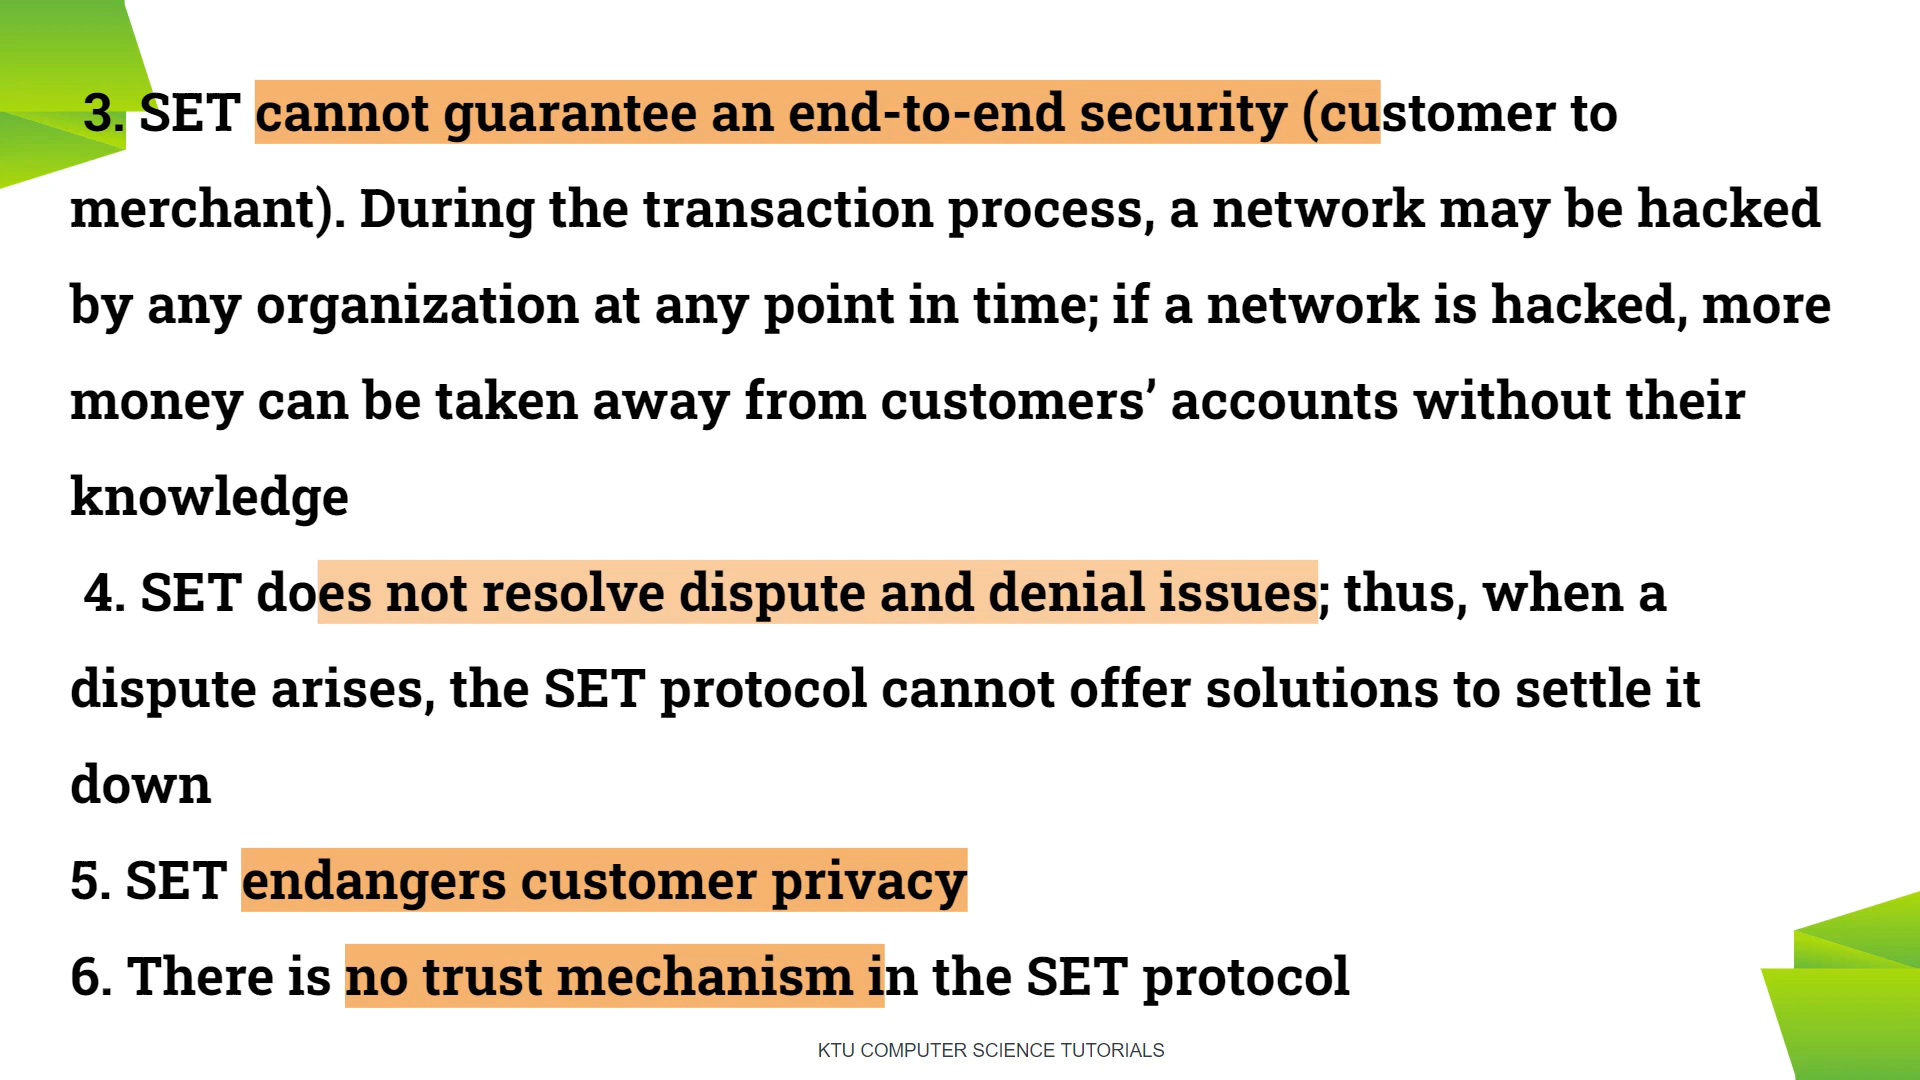 3. SET cannot guarantee an end-to-end security (customer to
merchant). During the transaction process, a network may be hacked
by any organization at any point in time; if a network is hacked, more
money can be taken away from customers’ accounts without their
knowledge
4. SET does not resolve dispute and denial issues; thus, when a
dispute arises, the SET protocol cannot offer solutions to settle it
down
5. SET endangers customer privacy
6. There is no trust mechanism in the SET protocol
KTU COMPUTER SCIENCE TUTORIALS